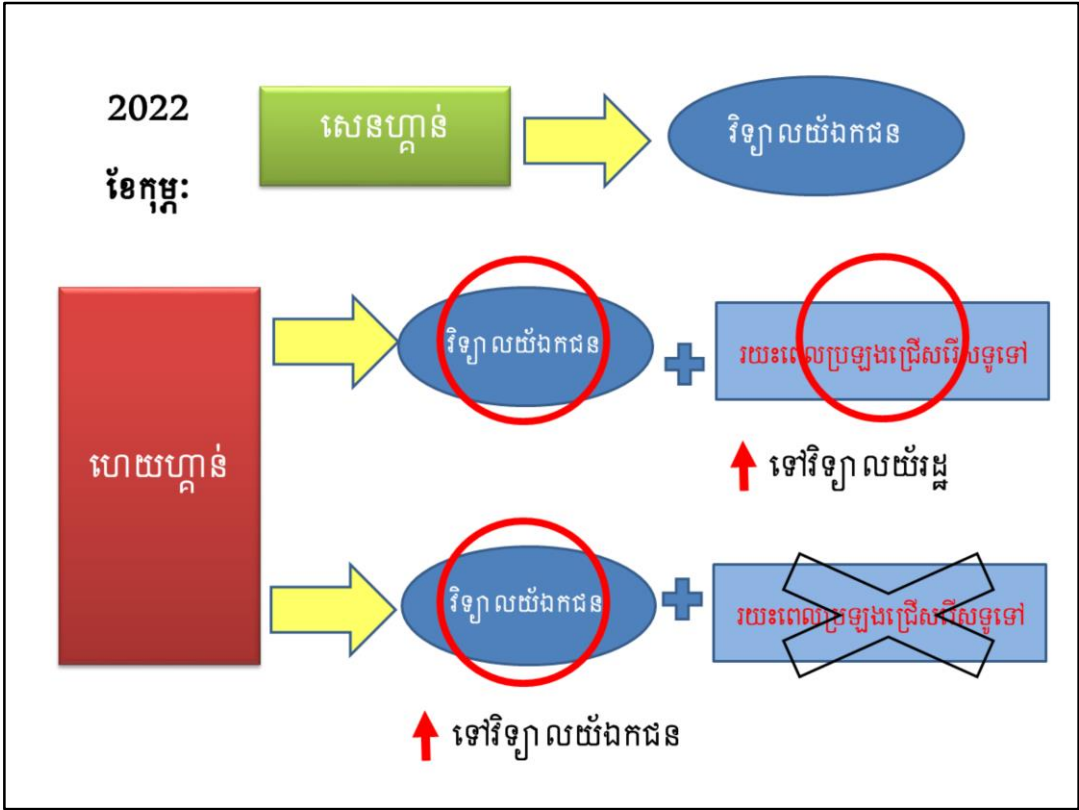 2022
ខែកុម្ភៈ
សេនហ្គាន់
វិទ្យាលយ័ឯកជន
ហេយហ្គាន់
វិទ្យាលយ័ឯកជន
រយះពេលប្រឡងជ្រើសរើសទូទៅ
ទៅវិទ្យាលយ័រដ្ឋ
វិទ្យាលយ័ឯកជន
រយះពេលប្រឡងជ្រើសរើសទូទៅ
ទៅវិទ្យាលយ័ឯកជន